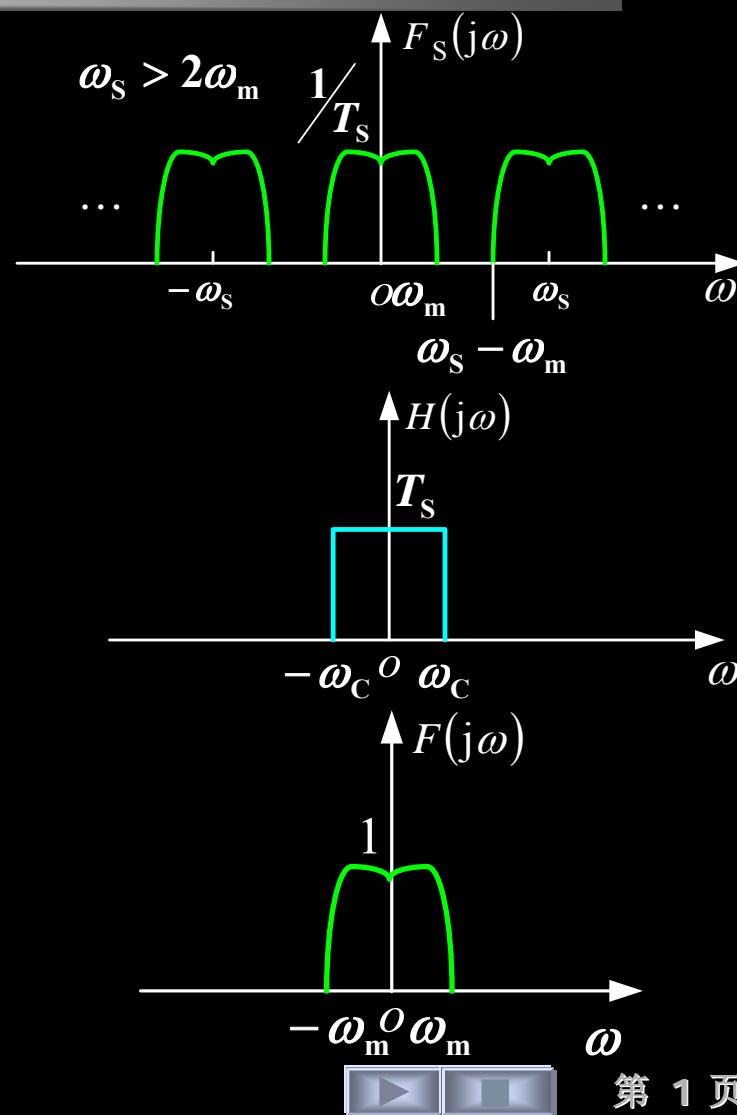 F_S(jω)
ω_S > 2ω_m
1/T_S
… …
−ω_S o ω_m ω_S ω
ω_S − ω_m
H(jω)
T_S
−ω_C o ω_C ω
F(jω)
1
−ω_m o ω_m ω
第 1 页